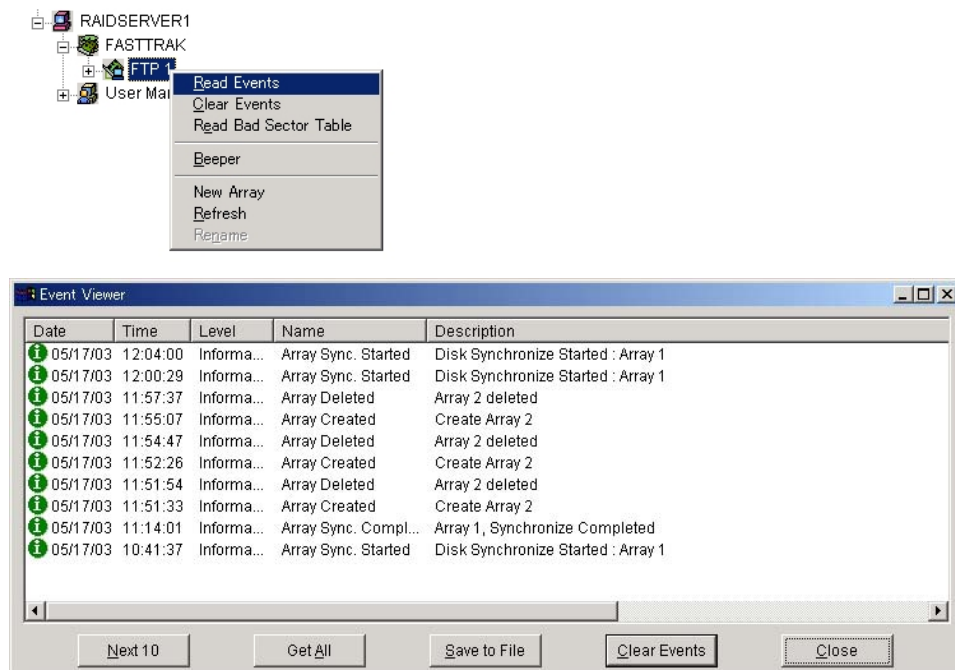 RAIDSERVER1
FASTTRAK
FTP 1
User Ma
Read Events
Clear Events
Read Bad Sector Table
Beeper
New Array
Refresh
Rename
Event Viewer
Date Time Level Name Description
05/17/03 12:04:00 Informa... Array Sync. Started Disk Synchronize Started : Array 1
05/17/03 12:00:29 Informa... Array Sync. Started Disk Synchronize Started : Array 1
05/17/03 11:57:37 Informa... Array Deleted Array 2 deleted
05/17/03 11:55:07 Informa... Array Created Create Array 2
05/17/03 11:54:47 Informa... Array Deleted Array 2 deleted
05/17/03 11:52:26 Informa... Array Created Create Array 2
05/17/03 11:51:54 Informa... Array Deleted Array 2 deleted
05/17/03 11:51:33 Informa... Array Created Create Array 2
05/17/03 11:14:01 Informa... Array Sync. Compl... Array 1, Synchronize Completed
05/17/03 10:41:37 Informa... Array Sync. Started Disk Synchronize Started : Array 1
Next 10 Get All Save to File Clear Events Close